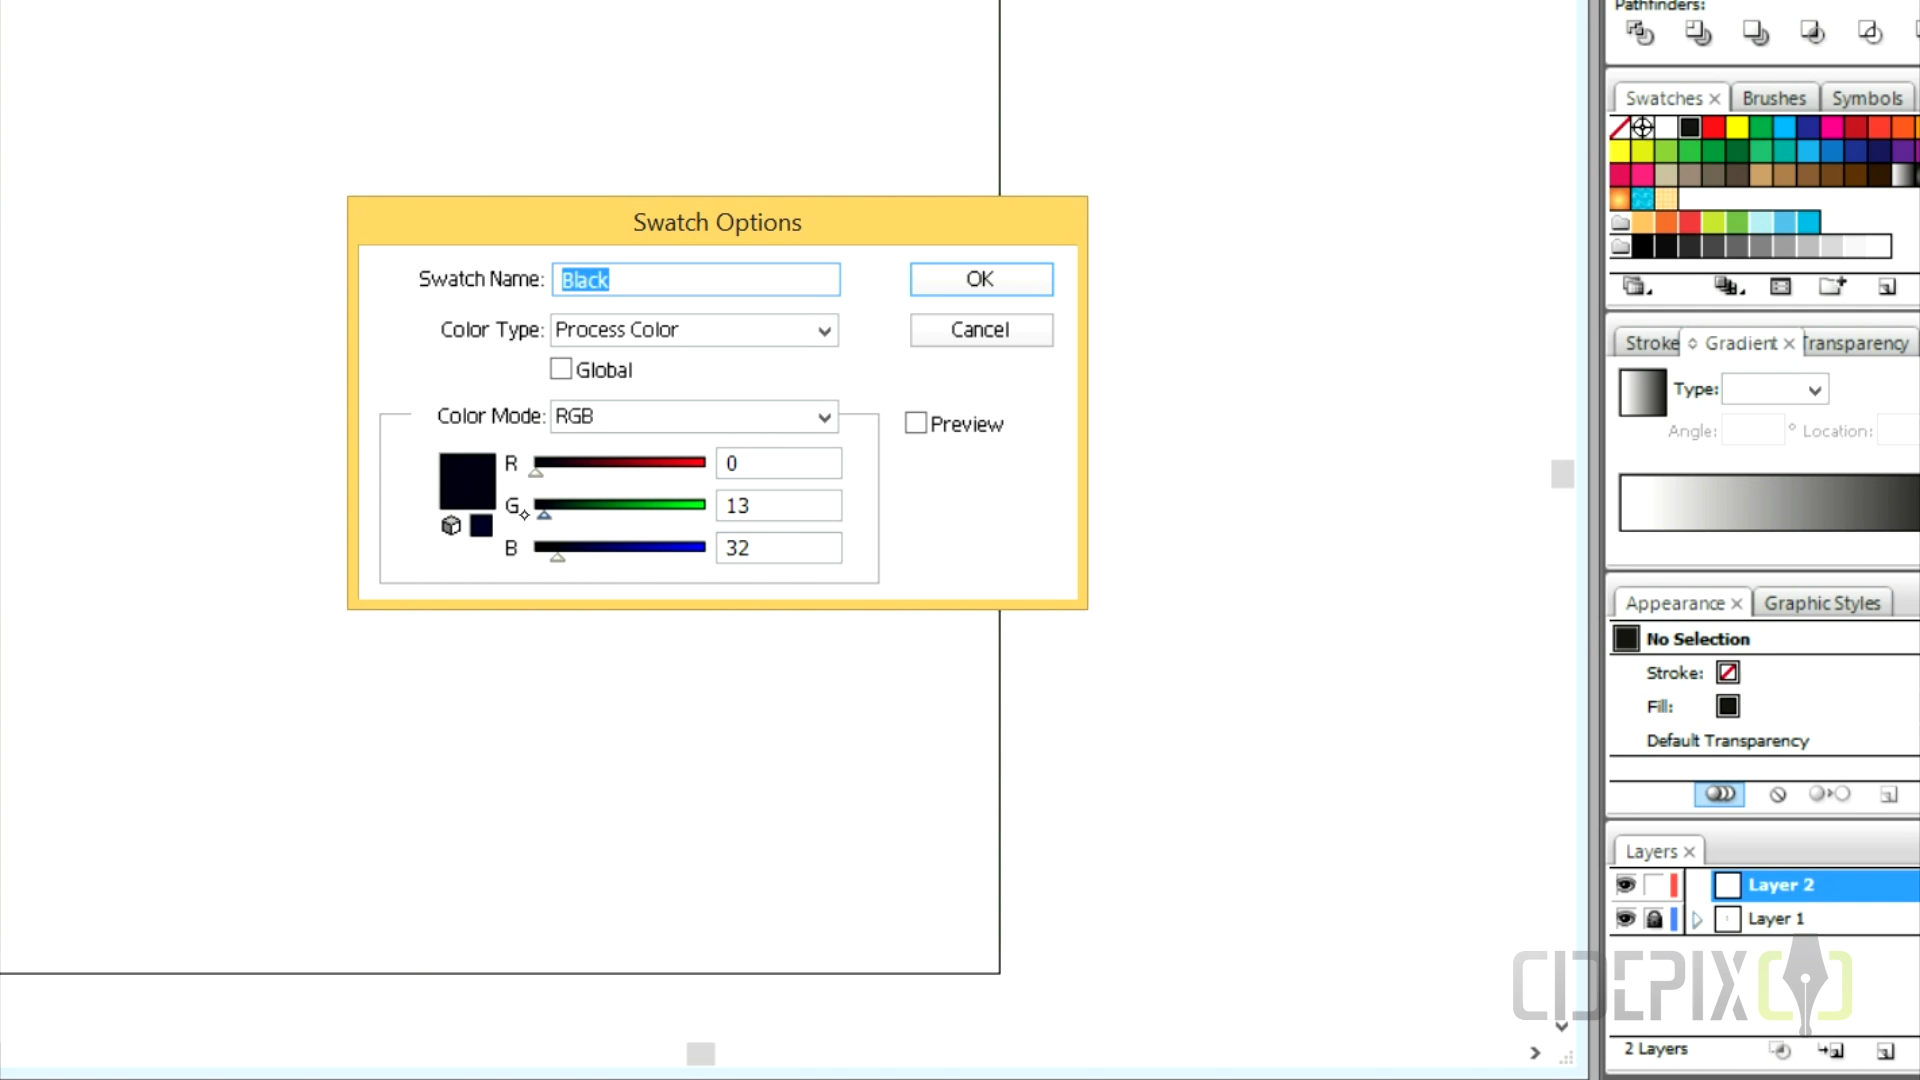 Pathfinders:
Swatches Brushes Symbols
Swatch Options
Swatch Name: Black OK
Color Type: Process Color Cancel
Global
Color Mode: RGB Preview
R 0
G 13
B 32
Stroke Gradient Transparency
Type:
Angle: ° Location:
Appearance Graphic Styles
No Selection
Stroke:
Fill:
Default Transparency
Layers
Layer 2
Layer 1
CIDEPIX
2 Layers